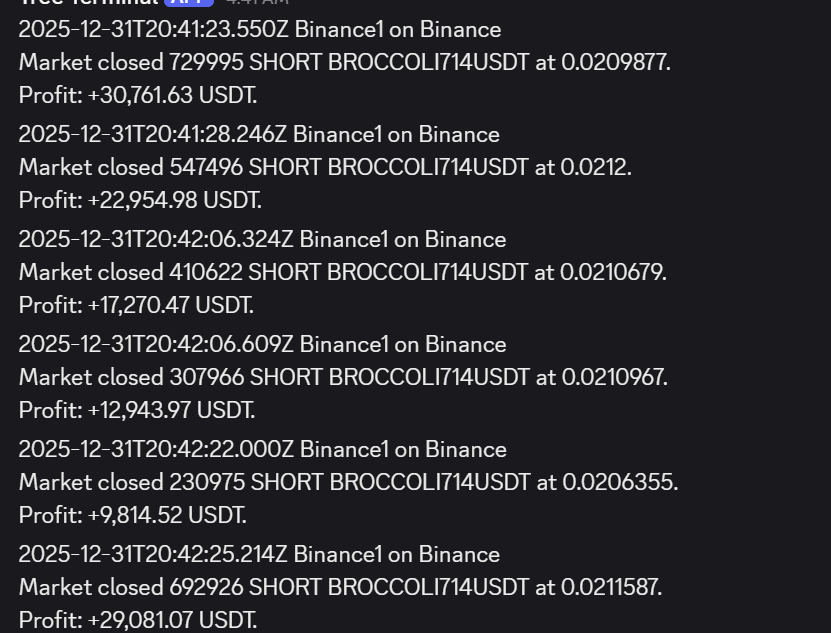 Tree Terminal APP 4:41 AM
2025-12-31T20:41:23.550Z Binance1 on Binance
Market closed 729995 SHORT BROCCOLI714USDT at 0.0209877.
Profit: +30,761.63 USDT.
2025-12-31T20:41:28.246Z Binance1 on Binance
Market closed 547496 SHORT BROCCOLI714USDT at 0.0212.
Profit: +22,954.98 USDT.
2025-12-31T20:42:06.324Z Binance1 on Binance
Market closed 410622 SHORT BROCCOLI714USDT at 0.0210679.
Profit: +17,270.47 USDT.
2025-12-31T20:42:06.609Z Binance1 on Binance
Market closed 307966 SHORT BROCCOLI714USDT at 0.0210967.
Profit: +12,943.97 USDT.
2025-12-31T20:42:22.000Z Binance1 on Binance
Market closed 230975 SHORT BROCCOLI714USDT at 0.0206355.
Profit: +9,814.52 USDT.
2025-12-31T20:42:25.214Z Binance1 on Binance
Market closed 692926 SHORT BROCCOLI714USDT at 0.0211587.
Profit: +29,081.07 USDT.